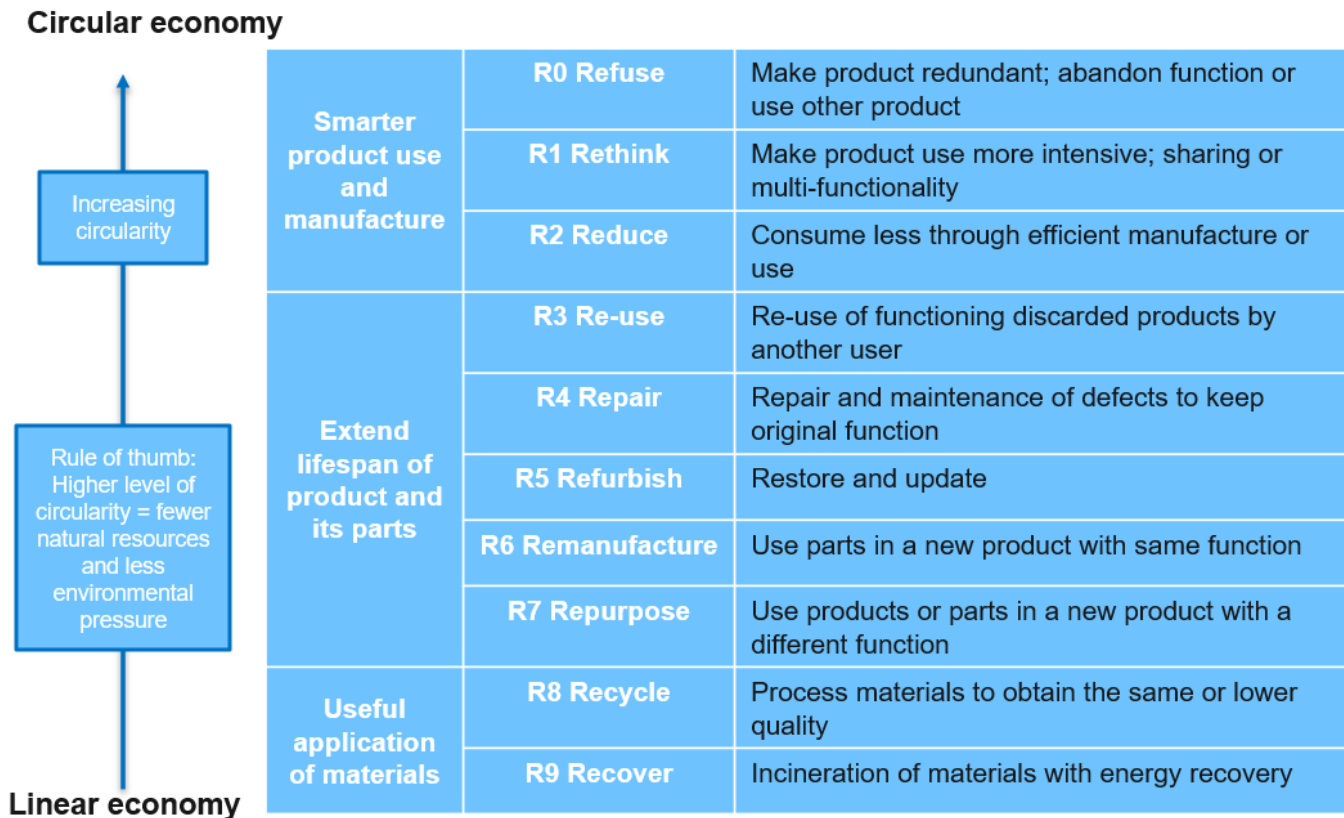 Circular economy
Increasing
circularity
Rule of thumb:
Higher level of
circularity = fewer
natural resources
and less
environmental
pressure
Linear economy
Smarter
product use
and
manufacture
R0 Refuse
Make product redundant; abandon function or
use other product
R1 Rethink
Make product use more intensive; sharing or
multi-functionality
R2 Reduce
Consume less through efficient manufacture or
use
Extend
lifespan of
product and
its parts
R3 Re-use
Re-use of functioning discarded products by
another user
R4 Repair
Repair and maintenance of defects to keep
original function
R5 Refurbish
Restore and update
R6 Remanufacture
Use parts in a new product with same function
R7 Repurpose
Use products or parts in a new product with a
different function
Useful
application
of materials
R8 Recycle
Process materials to obtain the same or lower
quality
R9 Recover
Incineration of materials with energy recovery